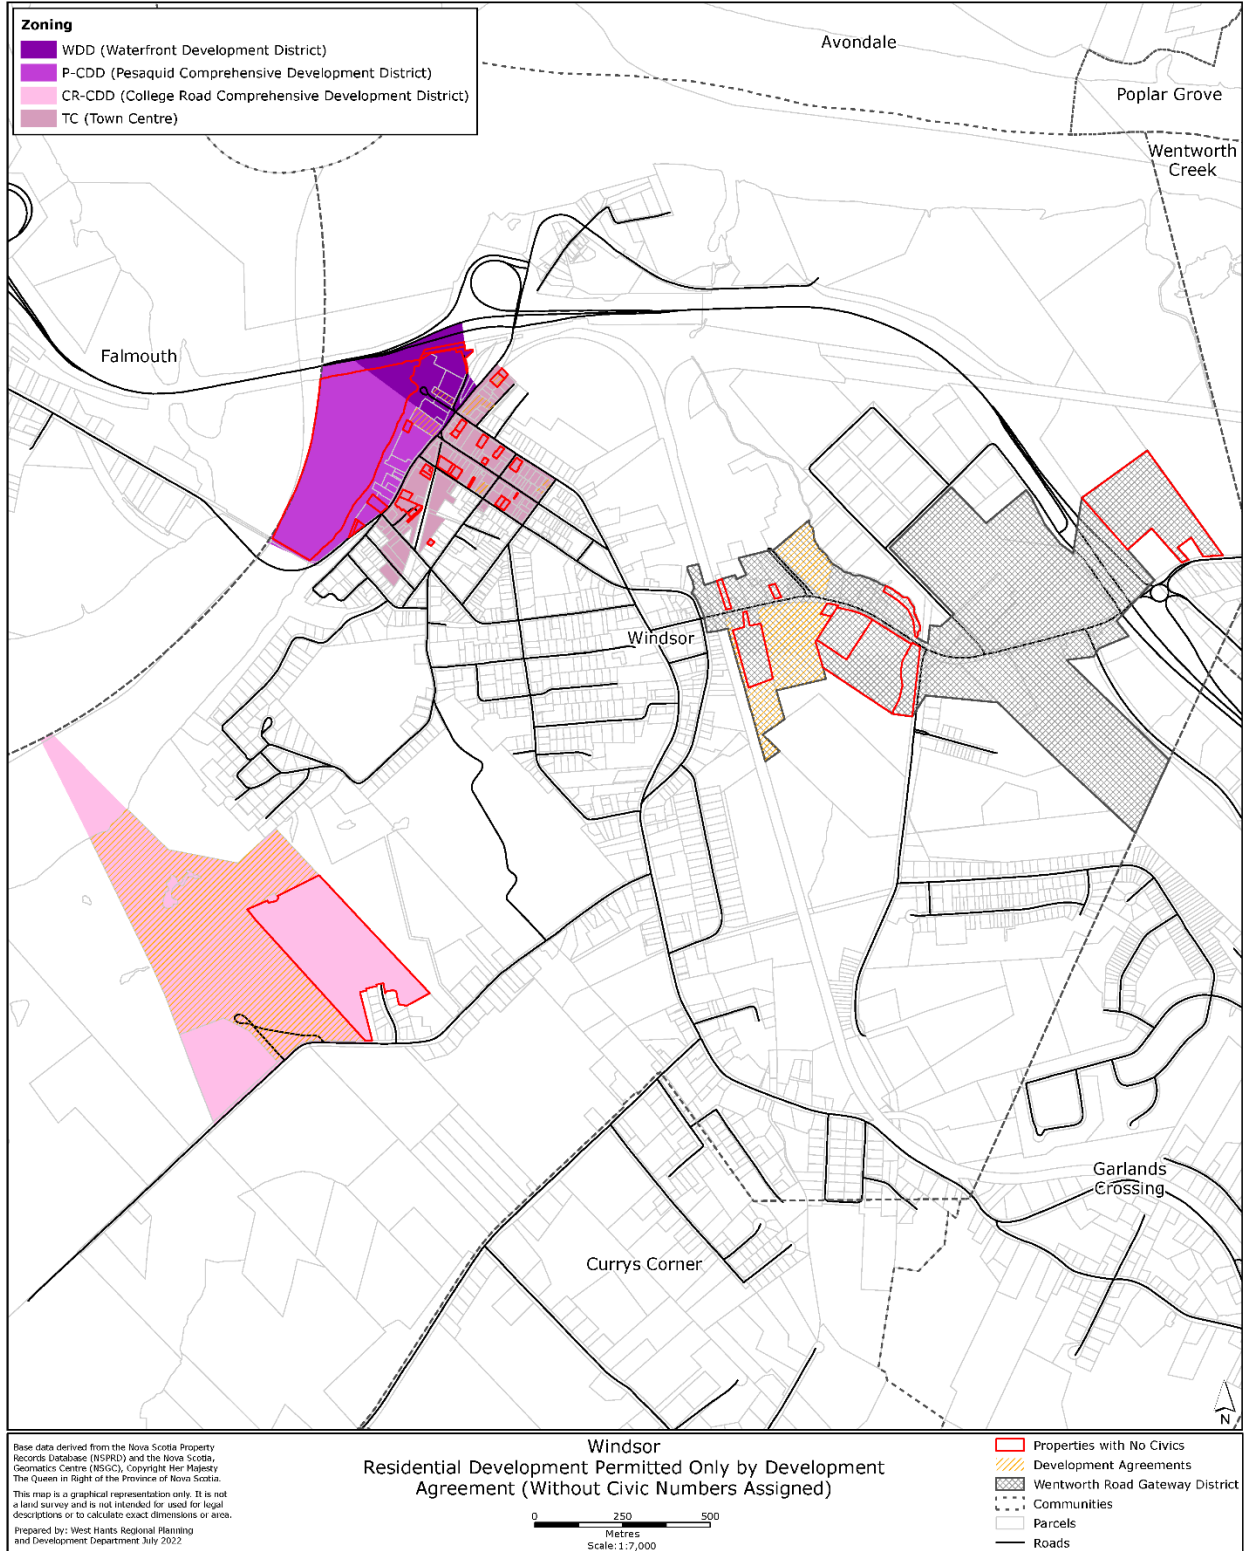 Zoning
WDD (Waterfront Development District)
P-CDD (Pesaquid Comprehensive Development District)
CR-CDD (College Road Comprehensive Development District)
TC (Town Centre)
Avondale
Poplar Grove
Wentworth
Creek
Falmouth
Windsor
Garlands
Crossing
Currys Corner
N
Base data derived from the Nova Scotia Property
Records Database (NSPRD) and the Nova Scotia,
Geomatics Centre (NSGC), Copyright Her Majesty
The Queen in Right of the Province of Nova Scotia.
This map is a graphical representation only. It is not
a land survey and is not intended for used for legal
descriptions or to calculate exact dimensions or area.
Prepared by: West Hants Regional Planning
and Development Department July 2022
Windsor
Residential Development Permitted Only by Development
Agreement (Without Civic Numbers Assigned)
0 250 500
Metres
Scale:1:7,000
Properties with No Civics
Development Agreements
Wentworth Road Gateway District
Communities
Parcels
Roads